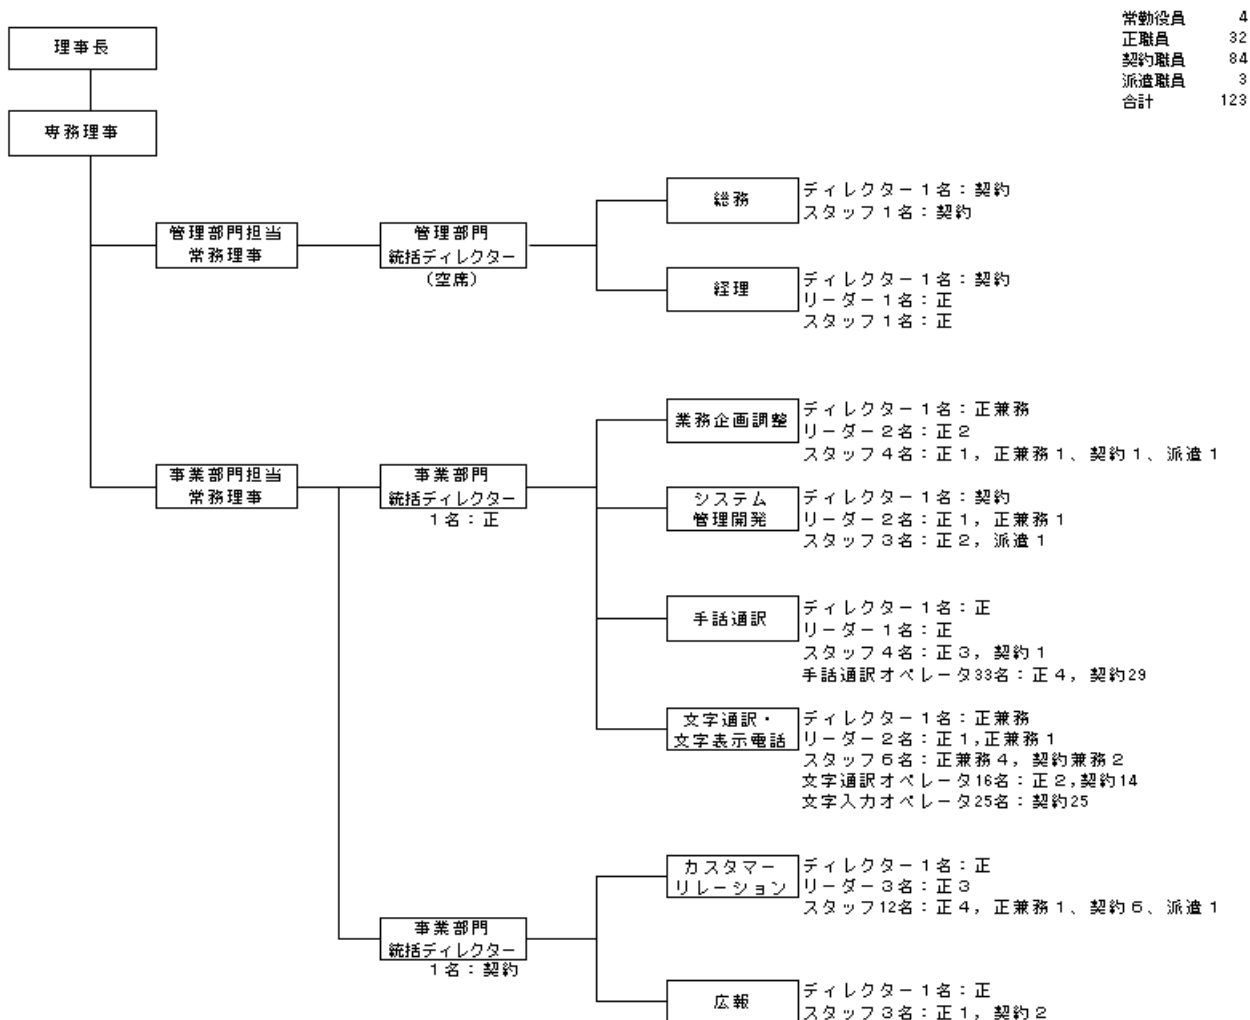 常勤役員 4
正職員 32
契約職員 84
派遣職員 3
合計 123
理事長
専務理事
管理部門担当
常務理事
管理部門
統括ディレクター
(空席)
総務
ディレクター1名:契約
スタッフ1名:契約
経理
ディレクター1名:契約
リーダー1名:正
スタッフ1名:正
事業部門担当
常務理事
事業部門
統括ディレクター
1名:正
業務企画調整
ディレクター1名:正兼務
リーダー2名:正2
スタッフ4名:正1,正兼務1、契約1、派遣1
システム
管理開発
ディレクター1名:契約
リーダー2名:正1,正兼務1
スタッフ3名:正2,派遣1
手話通訳
ディレクター1名:正
リーダー1名:正
スタッフ4名:正3,契約1
手話通訳オペレータ33名:正4,契約29
文字通訳・
文字表示電話
ディレクター1名:正兼務
リーダー2名:正1,正兼務1
スタッフ6名:正兼務4,契約兼務2
文字通訳オペレータ16名:正2,契約14
文字入力オペレータ25名:契約25
事業部門
統括ディレクター
1名:契約
カスタマー
リレーション
ディレクター1名:正
リーダー3名:正3
スタッフ12名:正4,正兼務1、契約6、派遣1
広報
ディレクター1名:正
スタッフ3名:正1,契約2